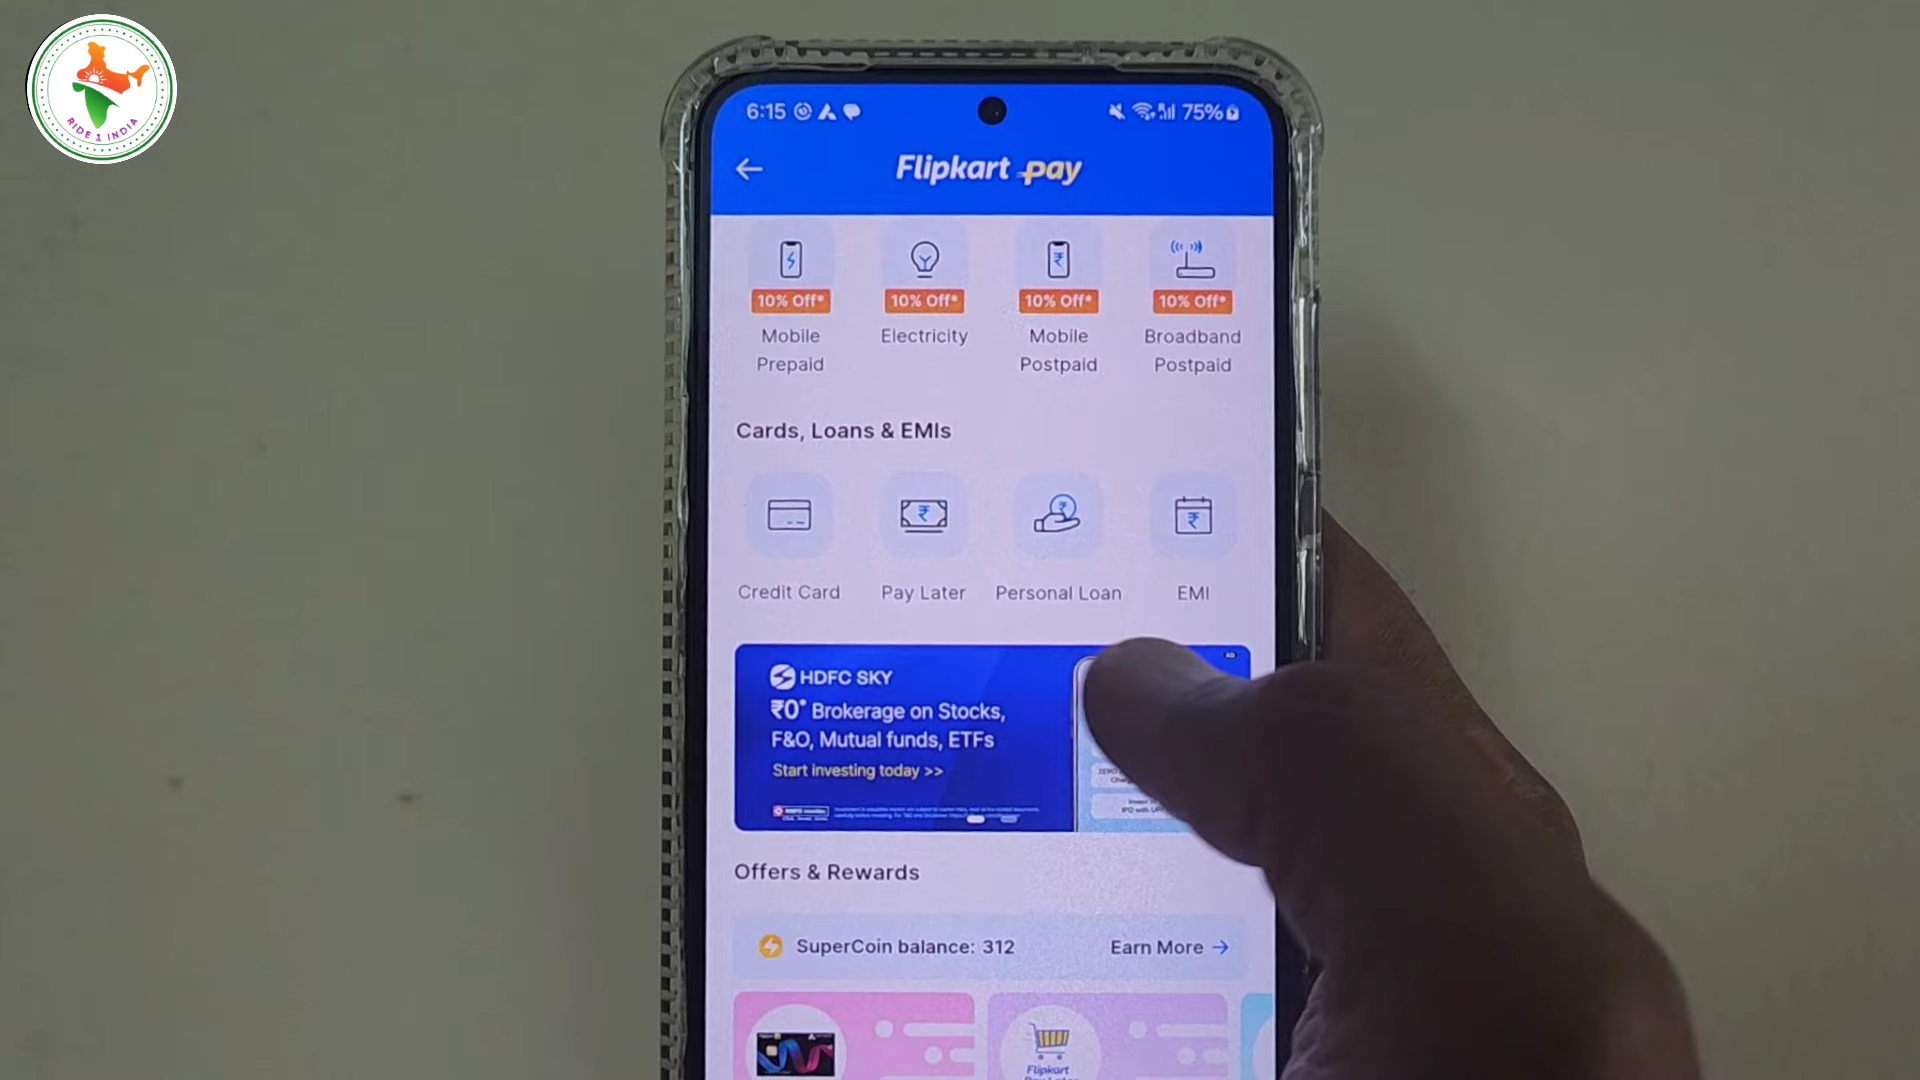 RIDE 1 INDIA
6:15 75%
Flipkart pay
10% Off* 10% Off* 10% Off* 10% Off*
Mobile Electricity Mobile Broadband
Prepaid Postpaid Postpaid
Cards, Loans & EMIs
Credit Card Pay Later Personal Loan EMI
AD
HDFC SKY
₹0* Brokerage on Stocks,
F&O, Mutual funds, ETFs
Start investing today >>
Offers & Rewards
SuperCoin balance: 312 Earn More →
Flipkart